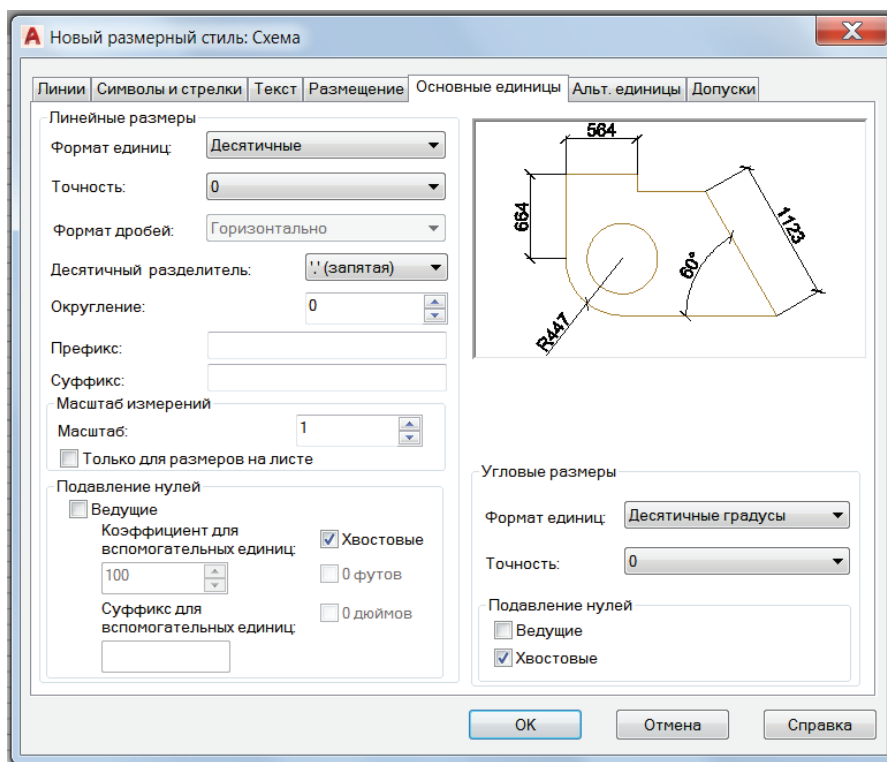 Новый размерный стиль: Схема
Линии Символы и стрелки Текст Размещение Основные единицы Альт. единицы Допуски
Линейные размеры
Формат единиц: Десятичные
Точность: 0
Формат дробей: Горизонтально
Десятичный разделитель: '.' (запятая)
Округление: 0
Префикс:
Суффикс:
Масштаб измерений
Масштаб: 1
Только для размеров на листе
Подавление нулей
Ведущие
Коэффициент для
вспомогательных единиц:
100
Суффикс для
вспомогательных единиц:
Хвостовые
0 футов
0 дюймов
564
664
1123
60°
R447
Угловые размеры
Формат единиц: Десятичные градусы
Точность: 0
Подавление нулей
Ведущие
Хвостовые
OK Отмена Справка